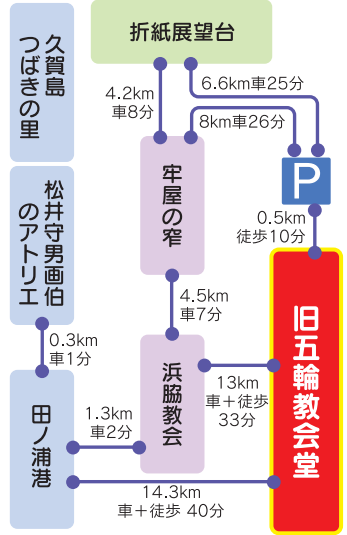 折紙展望台
久賀島
つばきの里
4.2km
車8分
6.6km車25分
8km車26分
牢屋の窄
P
松井守男画伯
のアトリエ
0.5km
徒歩10分
4.5km
車7分
旧五輪教会堂
0.3km
車1分
浜脇教会
13km
車+徒歩
33分
田ノ浦港
1.3km
車2分
14.3km
車+徒歩 40分